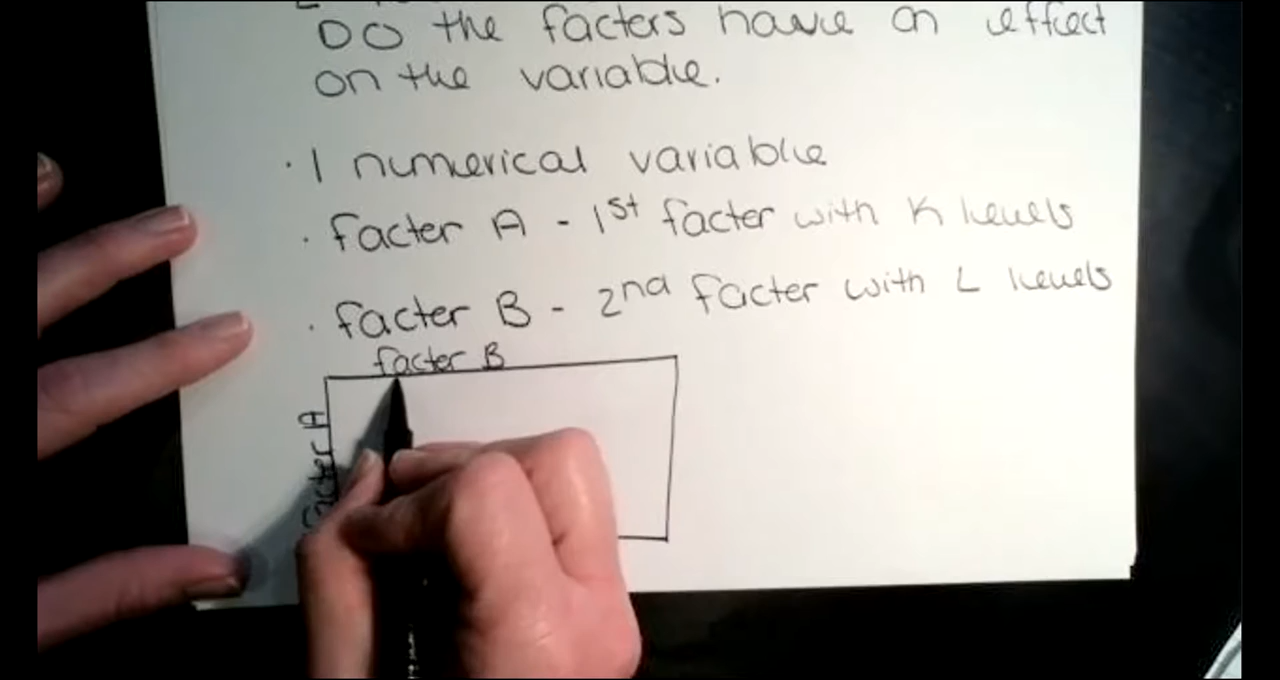 Do the facters have an effect
on the variable.
· 1 numerical variable
· facter A - 1st facter with K levels
· facter B - 2nd facter with L levels
facter B
facter A